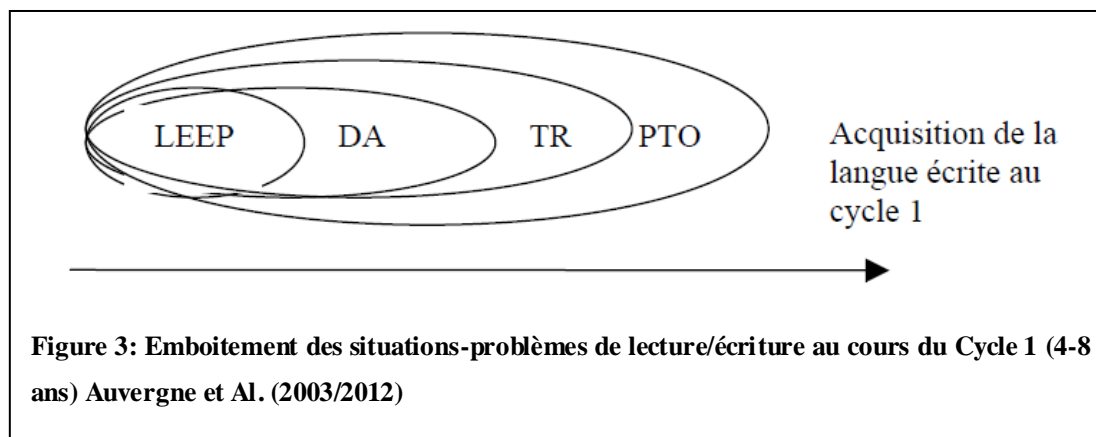 LEEP DA TR PTO
Acquisition de la
langue écrite au
cycle 1
Figure 3: Emboitement des situations-problèmes de lecture/écriture au cours du Cycle 1 (4-8
ans) Auvergne et Al. (2003/2012)